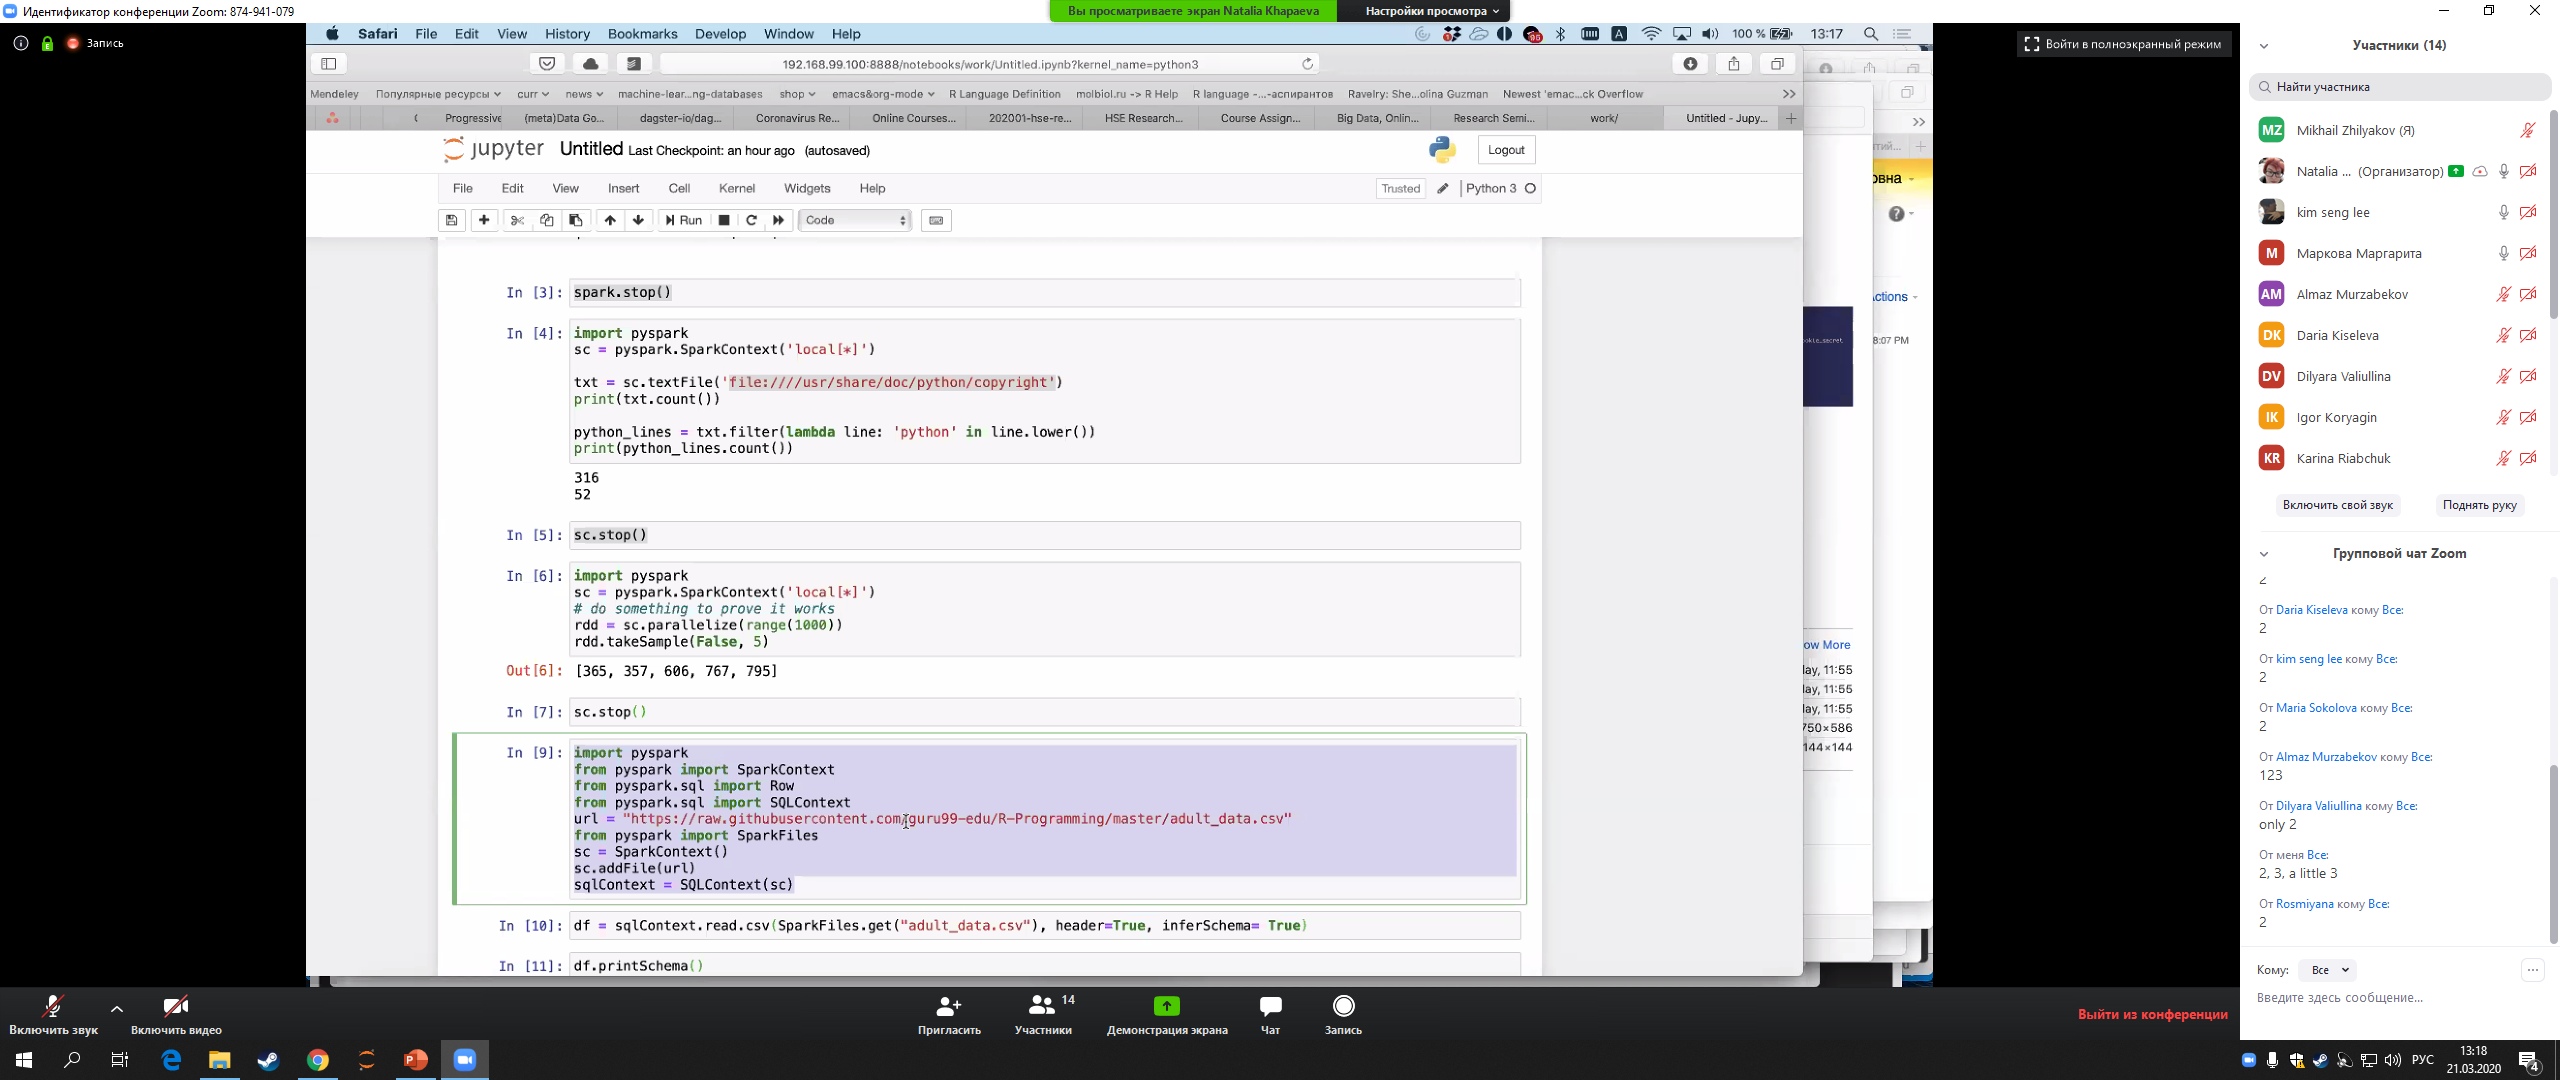 Идентификатор конференции Zoom: 874-941-079
Вы просматриваете экран Natalia Khapaeva
Настройки просмотра
Запись
Войти в полноэкранный режим
Safari File Edit View History Bookmarks Develop Window Help
100 % 13:17
192.168.99.100:8888/notebooks/work/Untitled.ipynb?kernel_name=python3
Mendeley Популярные ресурсы curr news machine-lear...ng-databases shop emacs&org-mode R Language Definition molbiol.ru -> R Help R language -...-аспирантов Ravelry: She...olina Guzman Newest 'emac...ck Overflow
Progressive (meta)Data Go... dagster-io/dag... Coronavirus Re... Online Courses... 202001-hse-re... HSE Research... Course Assign... Big Data, Onlin... Research Semi... work/ Untitled - Jupy...
jupyter Untitled Last Checkpoint: an hour ago (autosaved)
Logout
File Edit View Insert Cell Kernel Widgets Help
Trusted Python 3
Run Code
In [3]: spark.stop()
In [4]: import pyspark
sc = pyspark.SparkContext('local[*]')
txt = sc.textFile('file:////usr/share/doc/python/copyright')
print(txt.count())
python_lines = txt.filter(lambda line: 'python' in line.lower())
print(python_lines.count())
316
52
In [5]: sc.stop()
In [6]: import pyspark
sc = pyspark.SparkContext('local[*]')
# do something to prove it works
rdd = sc.parallelize(range(1000))
rdd.takeSample(False, 5)
Out[6]: [365, 357, 606, 767, 795]
In [7]: sc.stop()
In [9]: import pyspark
from pyspark import SparkContext
from pyspark.sql import Row
from pyspark.sql import SQLContext
url = "https://raw.githubusercontent.com/guru99-edu/R-Programming/master/adult_data.csv"
from pyspark import SparkFiles
sc = SparkContext()
sc.addFile(url)
sqlContext = SQLContext(sc)
In [10]: df = sqlContext.read.csv(SparkFiles.get("adult_data.csv"), header=True, inferSchema= True)
In [11]: df.printSchema()
8:07 PM
ow More
11:55
11:55
11:55
750×586
144×144
Участники (14)
Найти участника
MZ Mikhail Zhilyakov (Я)
Natalia ... (Организатор)
kim seng lee
М Маркова Маргарита
AM Almaz Murzabekov
DK Daria Kiseleva
DV Dilyara Valiullina
IK Igor Koryagin
KR Karina Riabchuk
Включить свой звук Поднять руку
Групповой чат Zoom
2
От Daria Kiseleva кому Все:
2
От kim seng lee кому Все:
2
От Maria Sokolova кому Все:
2
От Almaz Murzabekov кому Все:
123
От Dilyara Valiullina кому Все:
only 2
От меня Все:
2, 3, a little 3
От Rosmiyana кому Все:
2
Кому: Все
Введите здесь сообщение...
Включить звук Включить видео
Пригласить Участники 14 Демонстрация экрана Чат Запись
Выйти из конференции
РУС
13:18
21.03.2020
4